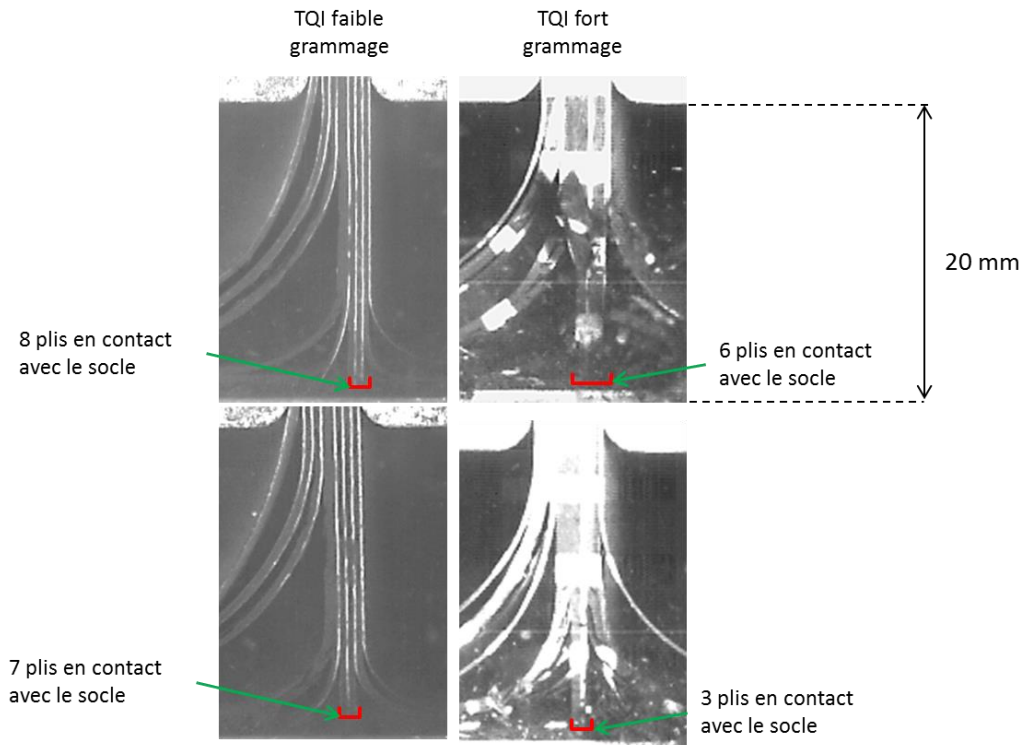 TQI faible
grammage
TQI fort
grammage
20 mm
8 plis en contact
avec le socle
6 plis en contact
avec le socle
7 plis en contact
avec le socle
3 plis en contact
avec le socle